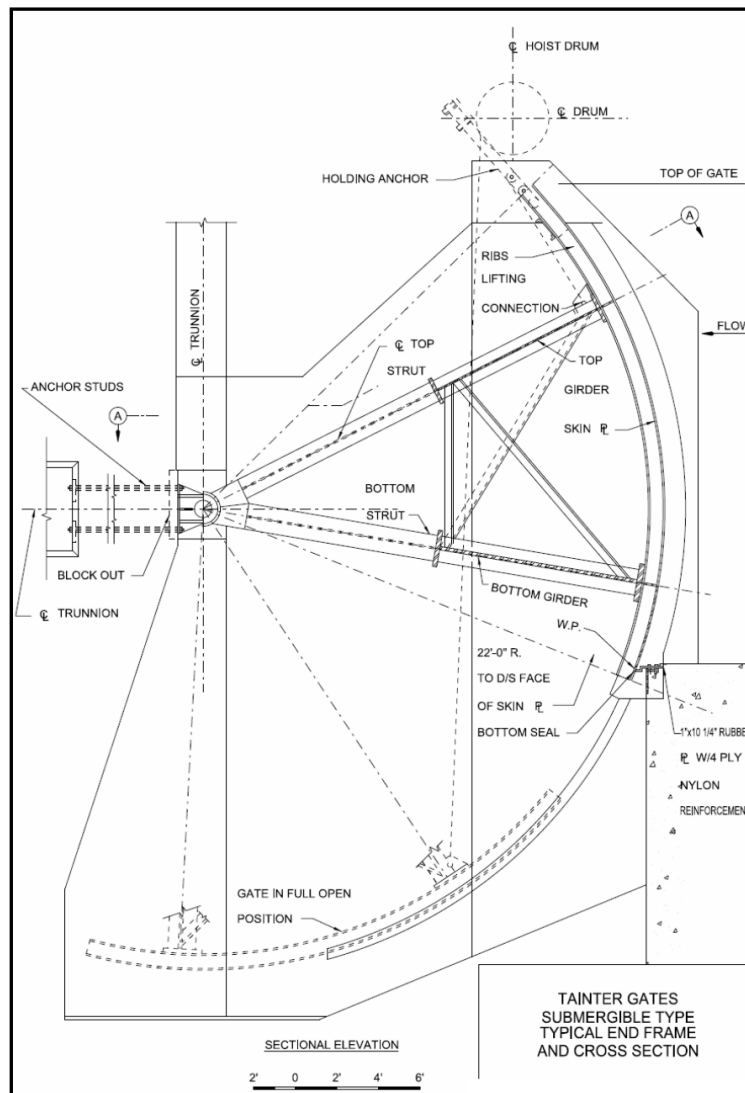 ℄ HOIST DRUM
℄ DRUM
HOLDING ANCHOR
TOP OF GATE
A
RIBS
LIFTING
CONNECTION
FLOW
℄ TRUNNION
℄ TOP
STRUT
TOP
GIRDER
SKIN ⅊
ANCHOR STUDS
A
BOTTOM
STRUT
BLOCK OUT
BOTTOM GIRDER
℄ TRUNNION
W.P.
22'-0" R.
TO D/S FACE
OF SKIN ⅊
BOTTOM SEAL
1"x10 1/4" RUBBE
⅊ W/4 PLY
NYLON
REINFORCEMEN
GATE IN FULL OPEN
POSITION
SECTIONAL ELEVATION
2' 0 2' 4' 6'
TAINTER GATES
SUBMERGIBLE TYPE
TYPICAL END FRAME
AND CROSS SECTION